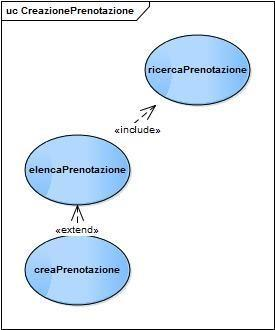 uc CreazionePrenotazione
ricercaPrenotazione
«include»
elencaPrenotazione
«extend»
creaPrenotazione